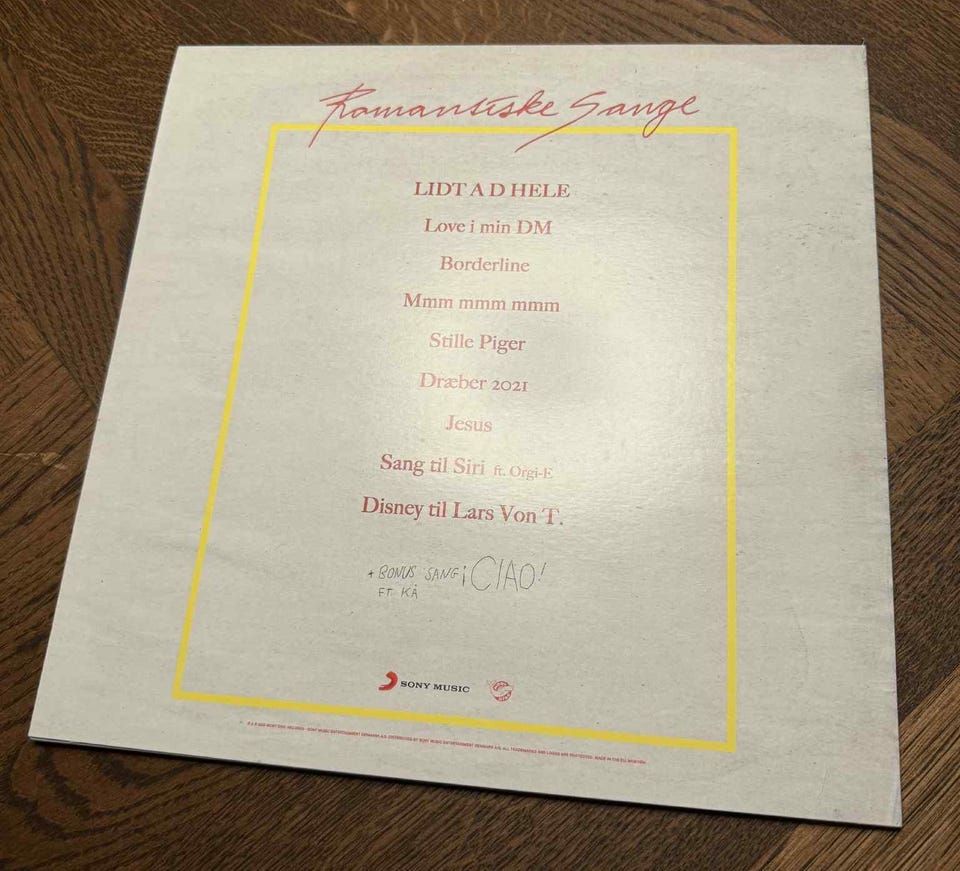 Romantiske Sange
LIDT A D HELE
Love i min DM
Borderline
Mmm mmm mmm
Stille Piger
Dræber 2021
Jesus
Sang til Siri ft. Orgi-E
Disney til Lars Von T.
+ BONUS SANG ¡CIAO!
FT. KÅ
SONY MUSIC